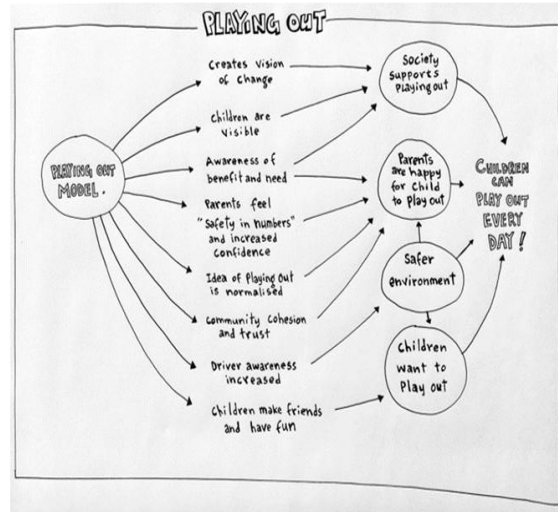 PLAYING OUT
PLAYING OUT
MODEL.
Creates vision
of change
Children are
visible
Awareness of
benefit and need
Parents feel
"Safety in numbers"
and increased
confidence
Idea of Playing Out
is normalised
Community cohesion
and trust
Driver awareness
increased
Children make friends
and have fun
Society
Supports
Playing out
Parents
are happy
for child
to play out
Safer
environment
Children
want to
Play out
CHILDREN
CAN
PLAY OUT
EVERY
DAY!